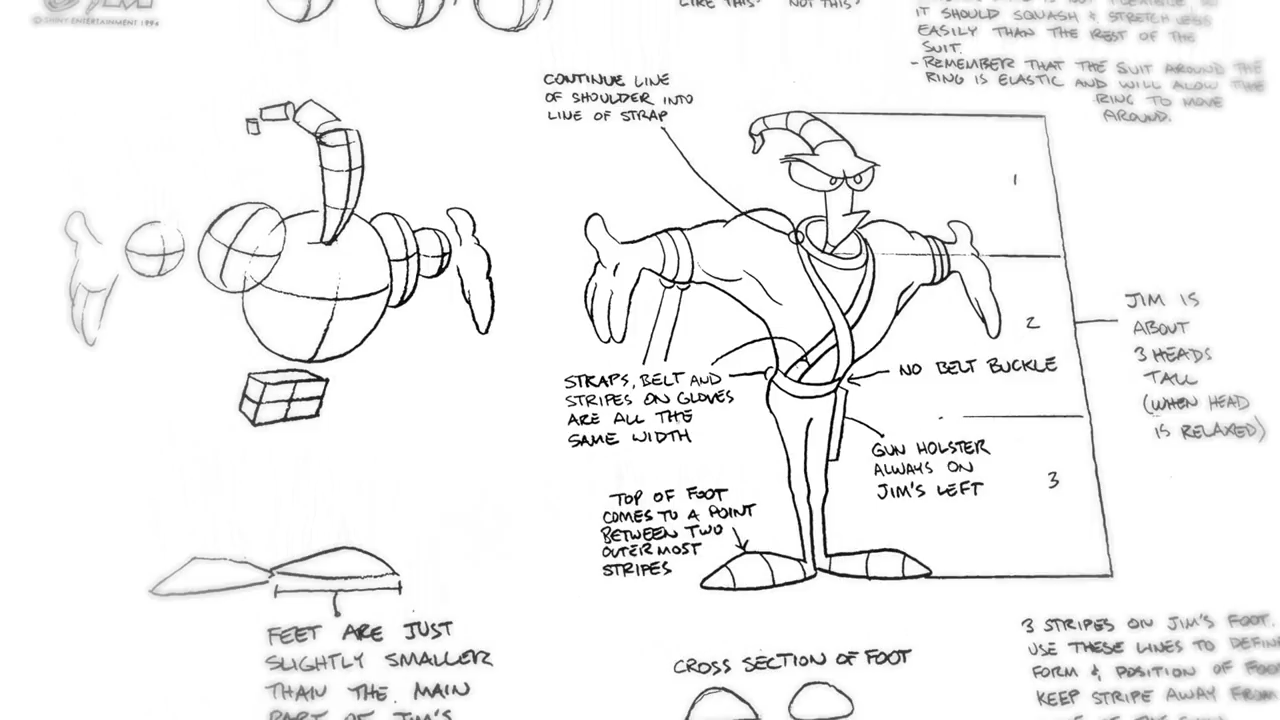 © SHINY ENTERTAINMENT 1994
LIKE THIS' NOT THIS'
IT SHOULD SQUASH & STRETCH LESS
EASILY THAN THE REST OF THE
SUIT.
- REMEMBER THAT THE SUIT AROUND THE
RING IS ELASTIC AND WILL ALLOW THE
RING TO MOVE
AROUND.
CONTINUE LINE
OF SHOULDER INTO
LINE OF STRAP
1
2
3
JIM IS
ABOUT
3 HEADS
TALL
(WHEN HEAD
IS RELAXED)
NO BELT BUCKLE
STRAPS, BELT AND
STRIPES ON GLOVES
ARE ALL THE
SAME WIDTH
GUN HOLSTER
ALWAYS ON
JIM'S LEFT
TOP OF FOOT
COMES TO A POINT
BETWEEN TWO
OUTERMOST
STRIPES
FEET ARE JUST
SLIGHTLY SMALLER
THAN THE MAIN
PART OF JIM'S
CROSS SECTION OF FOOT
3 STRIPES ON JIM'S FOOT.
USE THESE LINES TO DEFINE
FORM & POSITION OF FOOT
KEEP STRIPE AWAY FROM